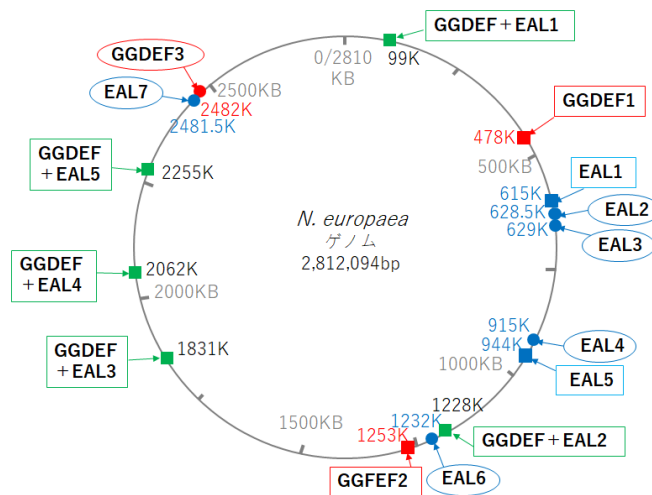 GGDEF+EAL1
0/2810
KB
99K
GGDEF3
2500KB
EAL7
2482K
2481.5K
GGDEF1
478K
500KB
GGDEF
+EAL5
2255K
EAL1
615K
628.5K
EAL2
629K
EAL3
N. europaea
ゲノム
2,812,094bp
GGDEF
+EAL4
2062K
2000KB
915K
EAL4
944K
GGDEF
+EAL3
1831K
1000KB
EAL5
1228K
1500KB
1232K
1253K
GGDEF+EAL2
GGFEF2
EAL6